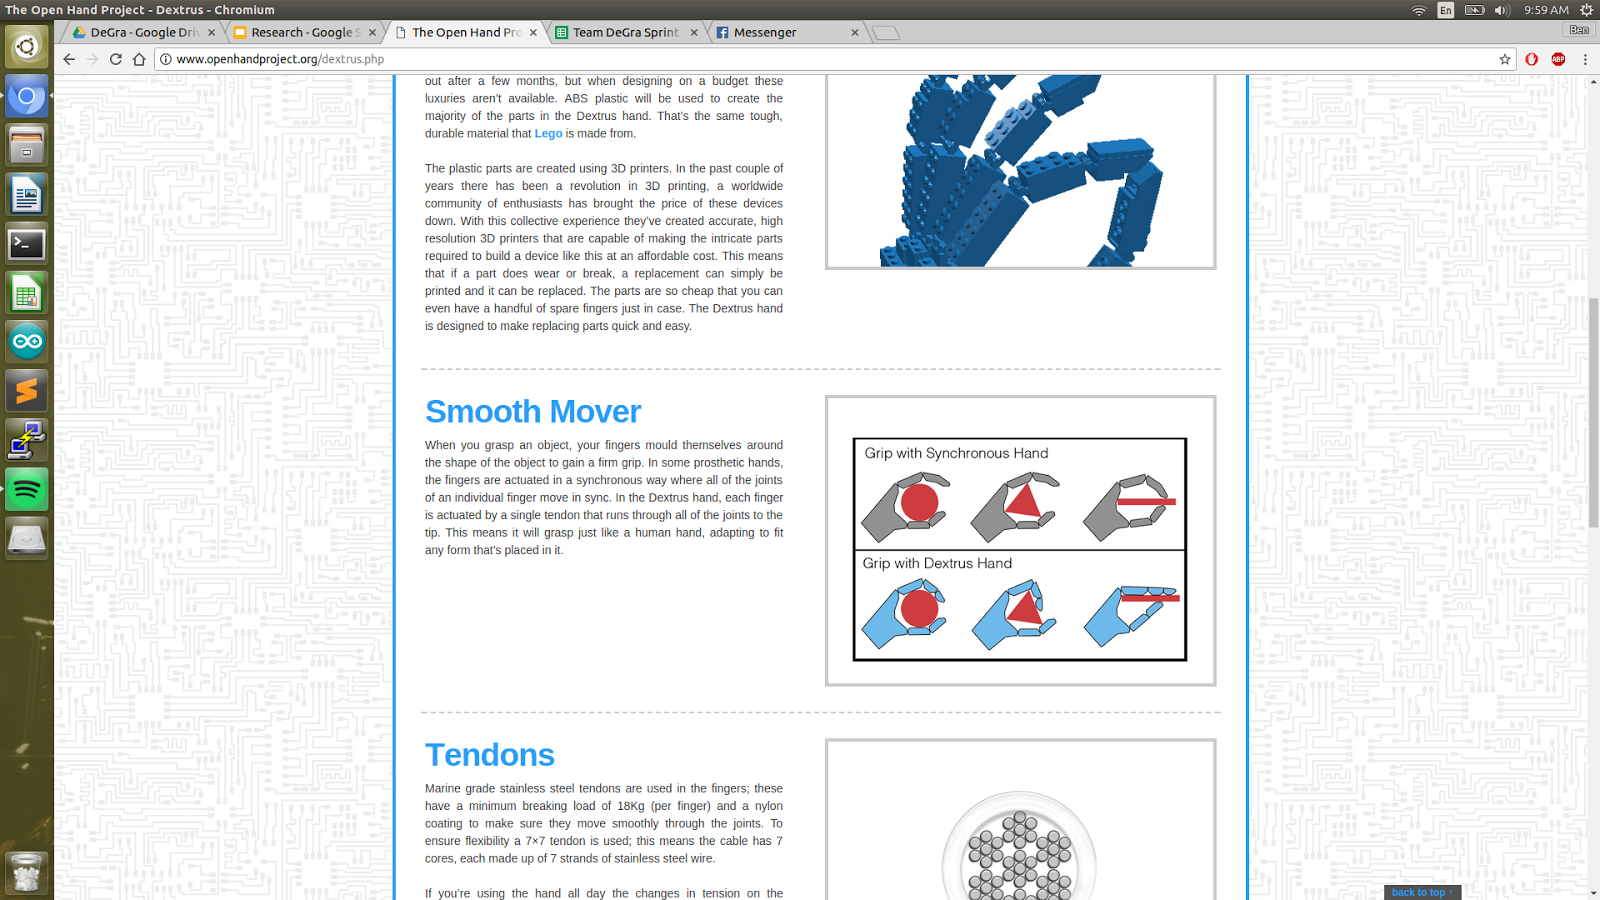 The Open Hand Project - Dextrus - Chromium
En
9:59 AM
DeGra - Google Driv
Research - Google S
The Open Hand Pro
Team DeGra Sprint
Messenger
Ben
www.openhandproject.org/dextrus.php
ABP
out after a few months, but when designing on a budget these
luxuries aren't available. ABS plastic will be used to create the
majority of the parts in the Dextrus hand. That's the same tough,
durable material that Lego is made from.
The plastic parts are created using 3D printers. In the past couple of
years there has been a revolution in 3D printing, a worldwide
community of enthusiasts has brought the price of these devices
down. With this collective experience they've created accurate, high
resolution 3D printers that are capable of making the intricate parts
required to build a device like this at an affordable cost. This means
that if a part does wear or break, a replacement can simply be
printed and it can be replaced. The parts are so cheap that you can
even have a handful of spare fingers just in case. The Dextrus hand
is designed to make replacing parts quick and easy.
Smooth Mover
When you grasp an object, your fingers mould themselves around
the shape of the object to gain a firm grip. In some prosthetic hands,
the fingers are actuated in a synchronous way where all of the joints
of an individual finger move in sync. In the Dextrus hand, each finger
is actuated by a single tendon that runs through all of the joints to the
tip. This means it will grasp just like a human hand, adapting to fit
any form that's placed in it.
Grip with Synchronous Hand
Grip with Dextrus Hand
Tendons
Marine grade stainless steel tendons are used in the fingers; these
have a minimum breaking load of 18Kg (per finger) and a nylon
coating to make sure they move smoothly through the joints. To
ensure flexibility a 7×7 tendon is used; this means the cable has 7
cores, each made up of 7 strands of stainless steel wire.
If you're using the hand all day the changes in tension on the
back to top ↑